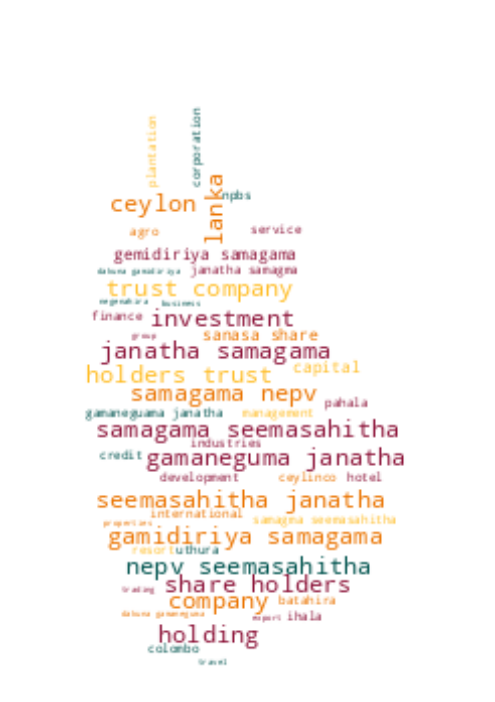 plantation
corporation
lanka
npbs
ceylon
agro
service
gemidiriya samagama
dakuna gamadiriya janatha samagma
trust company
negenahira business
finance investment
group sanasa share
janatha samagama
capital
holders trust
samagama nepv
pahala
gamaneguama janatha management
samagama seemasahitha
industries
credit gamaneguma janatha
development ceylinco hotel
seemasahitha janatha
international
properties samagma seemasahitha
gamidiriya samagama
resort uthura
nepv seemasahitha
trading share holders
company batahira
dakuna gamaneguma export ihala
holding
colombo
travel